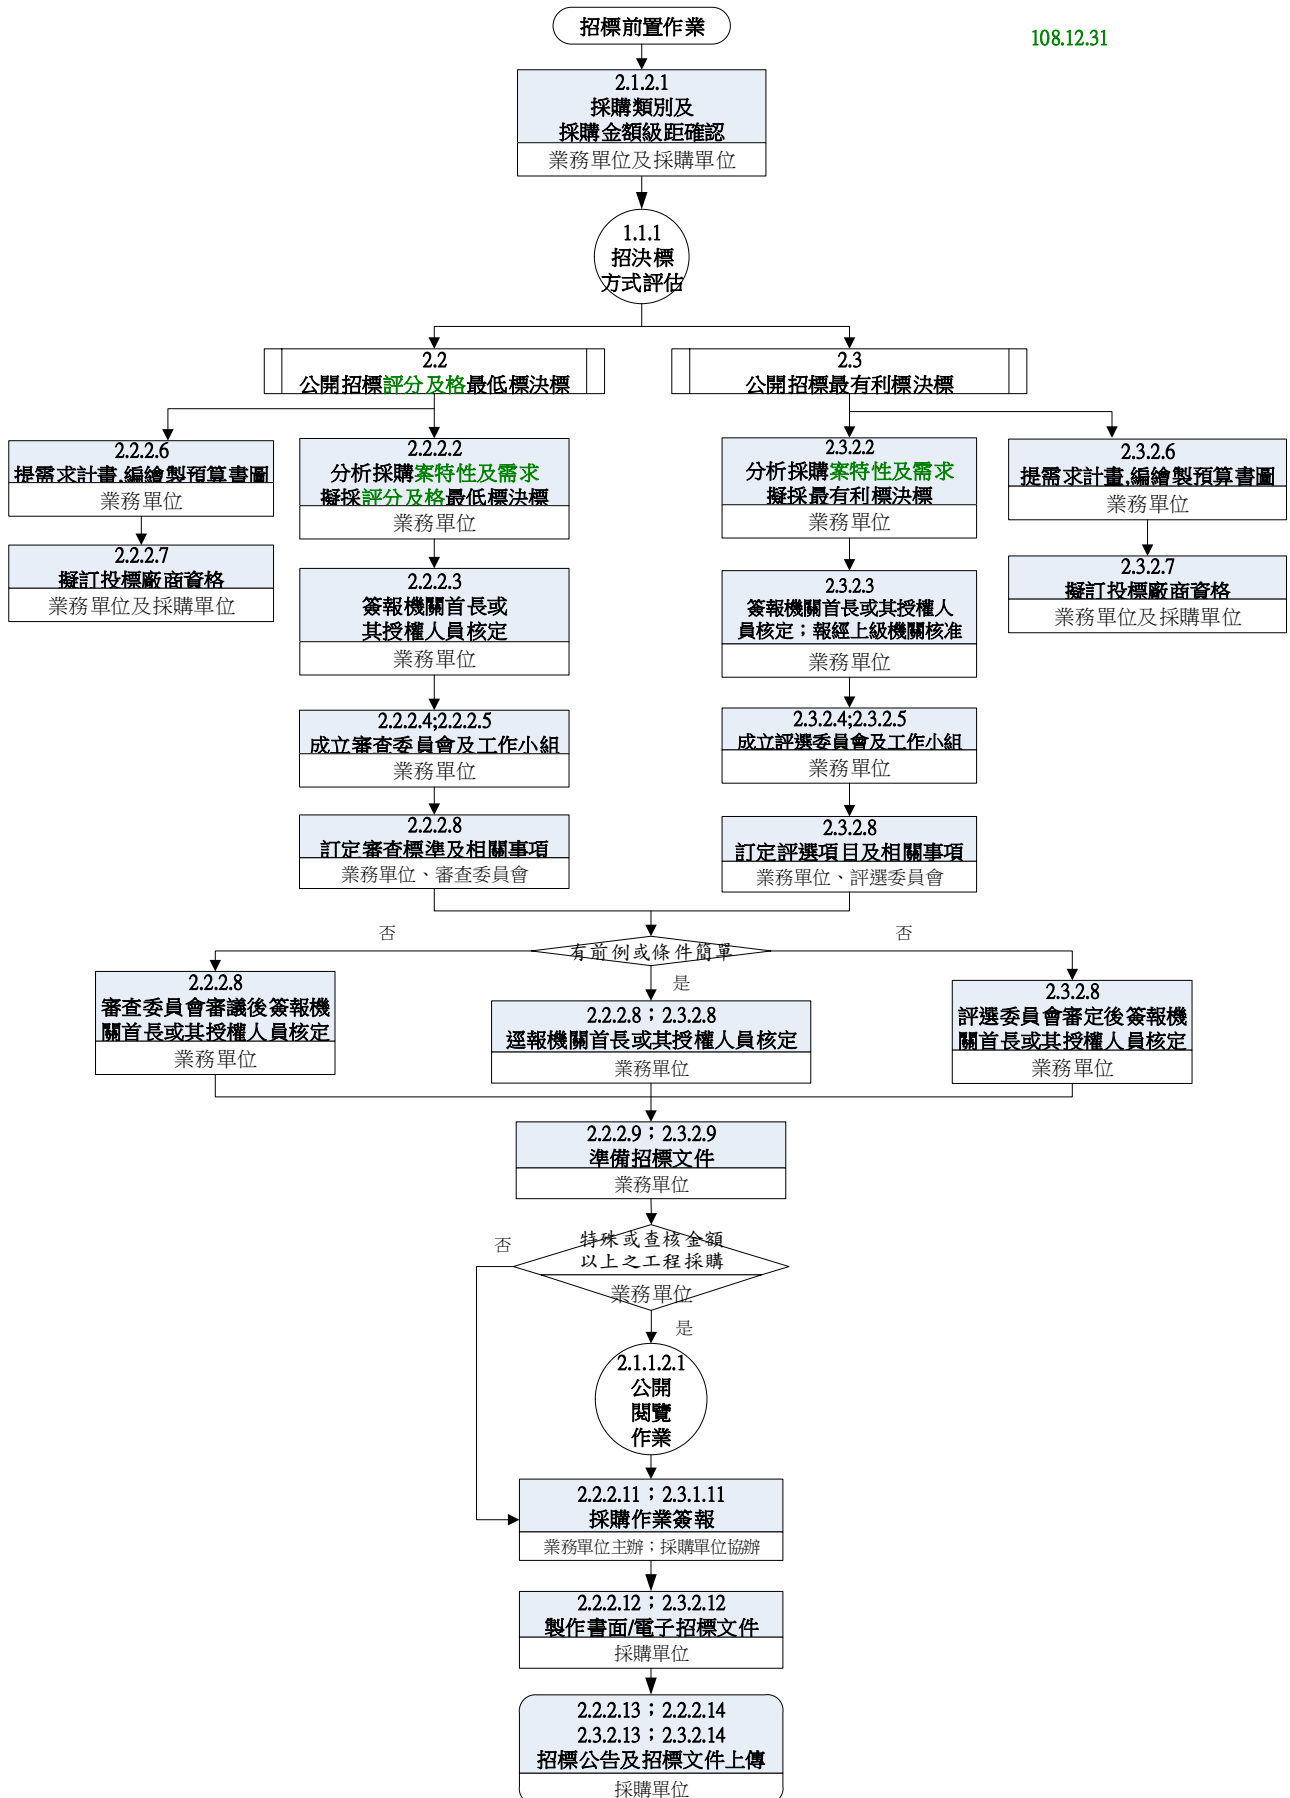 招標前置作業
108.12.31
2.1.2.1
採購類別及
採購金額級距確認
業務單位及採購單位
1.1.1
招決標
方式評估
2.2
公開招標評分及格最低標決標
2.3
公開招標最有利標決標
2.2.2.6
提需求計畫,編繪製預算書圖
業務單位
2.2.2.7
擬訂投標廠商資格
業務單位及採購單位
2.2.2.2
分析採購案特性及需求
擬採評分及格最低標決標
業務單位
2.2.2.3
簽報機關首長或
其授權人員核定
業務單位
2.2.2.4;2.2.2.5
成立審查委員會及工作小組
業務單位
2.2.2.8
訂定審查標準及相關事項
業務單位、審查委員會
2.3.2.2
分析採購案特性及需求
擬採最有利標決標
業務單位
2.3.2.3
簽報機關首長或其授權人
員核定；報經上級機關核准
業務單位
2.3.2.4;2.3.2.5
成立評選委員會及工作小組
業務單位
2.3.2.8
訂定評選項目及相關事項
業務單位、評選委員會
2.3.2.6
提需求計畫,編繪製預算書圖
業務單位
2.3.2.7
擬訂投標廠商資格
業務單位及採購單位
否
有前例或條件簡單
否
是
2.2.2.8
審查委員會審議後簽報機
關首長或其授權人員核定
業務單位
2.2.2.8；2.3.2.8
逕報機關首長或其授權人員核定
業務單位
2.3.2.8
評選委員會審定後簽報機
關首長或其授權人員核定
業務單位
2.2.2.9；2.3.2.9
準備招標文件
業務單位
否
特殊或查核金額
以上之工程採購
業務單位
是
2.1.1.2.1
公開
閱覽
作業
2.2.2.11；2.3.1.11
採購作業簽報
業務單位主辦；採購單位協辦
2.2.2.12；2.3.2.12
製作書面/電子招標文件
採購單位
2.2.2.13；2.2.2.14
2.3.2.13；2.3.2.14
招標公告及招標文件上傳
採購單位